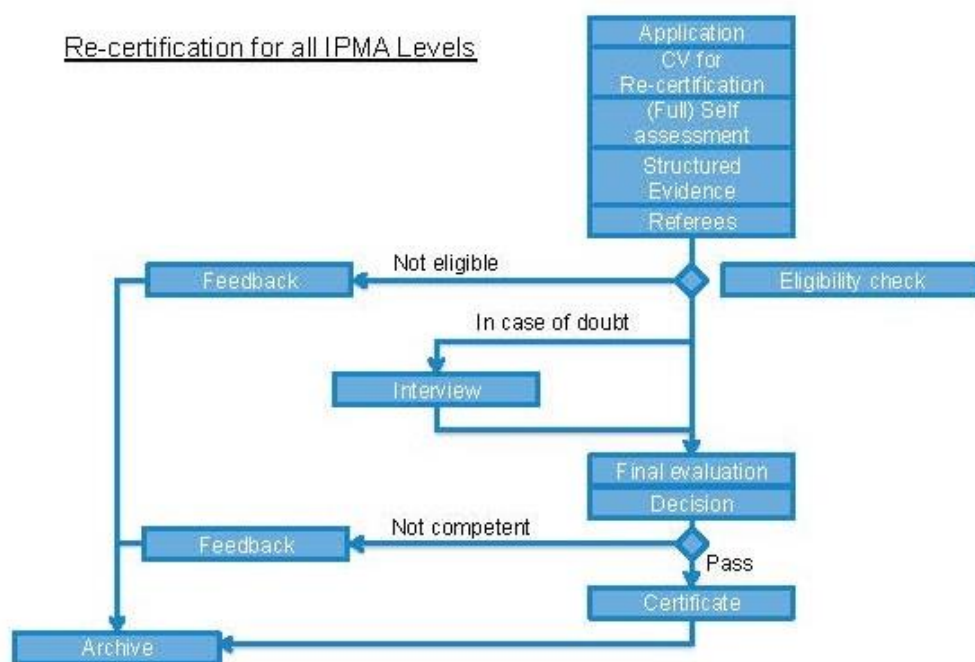 Re-certification for all IPMA Levels
Application
CV for
Re-certification
(Full) Self
assessment
Structured
Evidence
Referees
Not eligible
Feedback
Eligibility check
In case of doubt
Interview
Final evaluation
Decision
Not competent
Feedback
Pass
Certificate
Archive